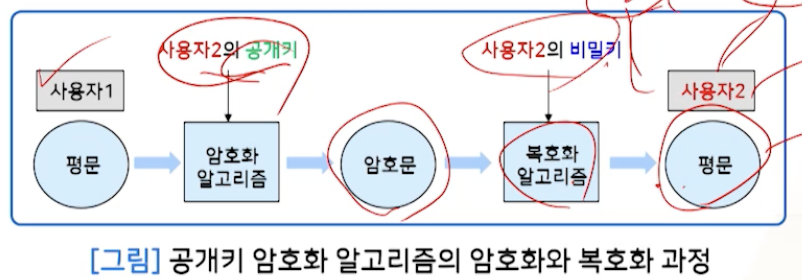 사용자2의 공개키
사용자2의 비밀키
사용자1
사용자2
평문
암호화
알고리즘
암호문
복호화
알고리즘
평문
[그림] 공개키 암호화 알고리즘의 암호화와 복호화 과정